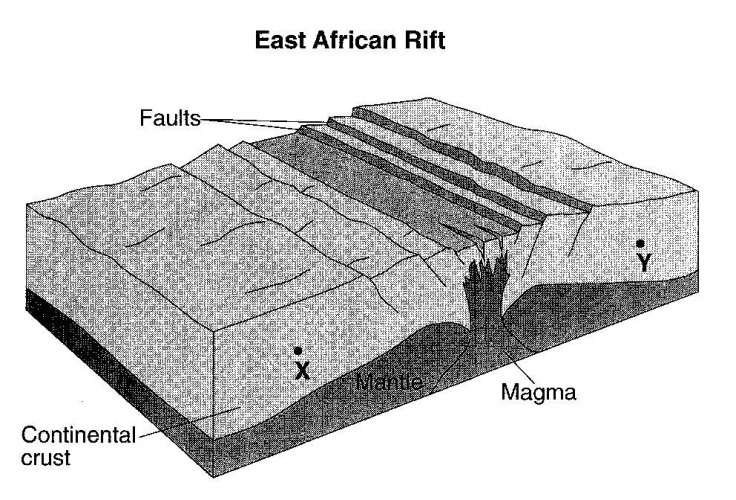 East African Rift
Faults
Y
X
Mantle
Magma
Continental
crust